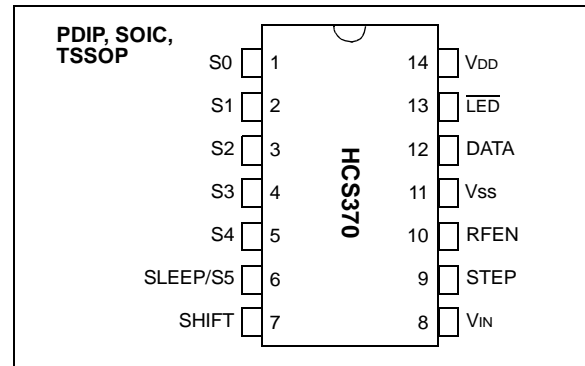 PDIP, SOIC,
TSSOP
S0 1 14 VDD
S1 2 13 LED
S2 3 12 DATA
S3 4 11 VSS
S4 5 10 RFEN
SLEEP/S5 6 9 STEP
SHIFT 7 8 VIN
HCS370